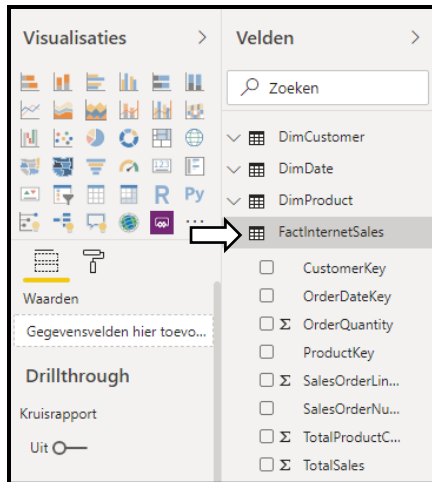 Visualisaties
R Py
123
Waarden
Gegevensvelden hier toevo...
Drillthrough
Kruisrapport
Uit
Velden
Zoeken
DimCustomer
DimDate
DimProduct
FactInternetSales
CustomerKey
OrderDateKey
Σ OrderQuantity
ProductKey
Σ SalesOrderLin...
SalesOrderNu...
Σ TotalProductC...
Σ TotalSales